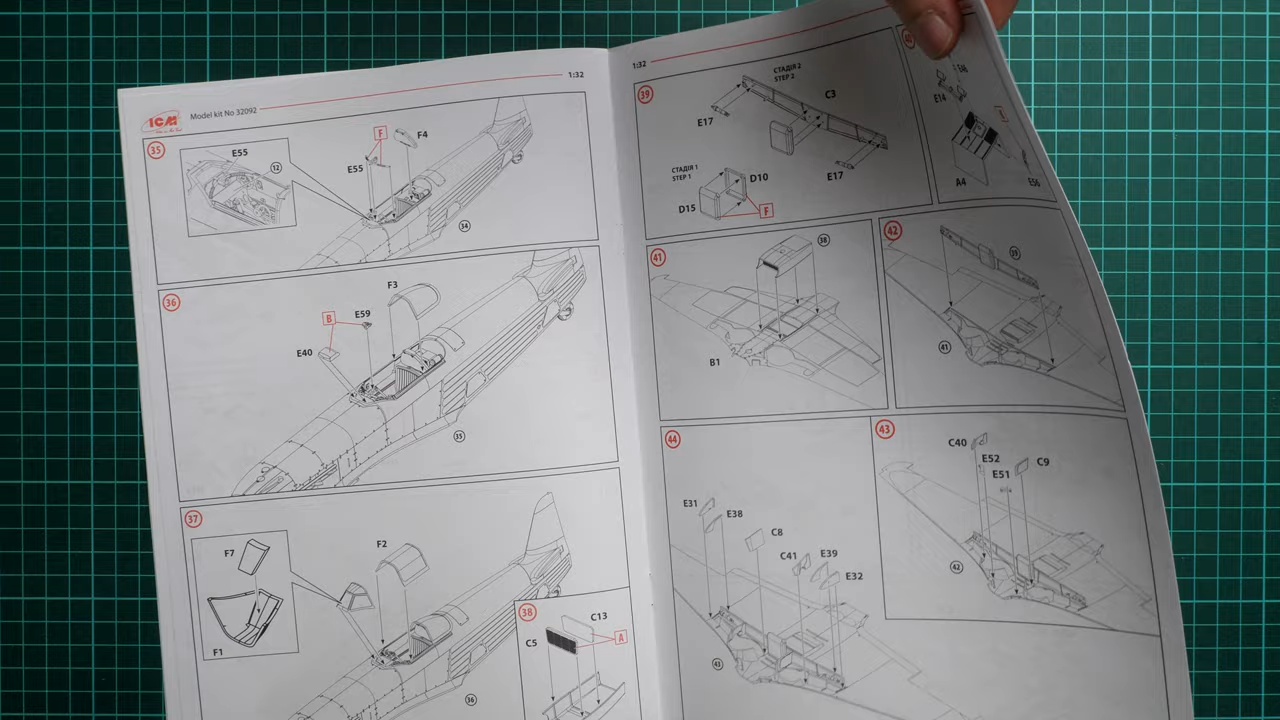 ICM
Model kit No 32092
1:32
35
E55
12
F
F4
E55
34
36
F3
B
E59
E40
35
37
F7
F1
F2
36
38
C13
C5
A
1:32
39
СТАДІЯ 2
STEP 2
C3
E17
E17
СТАДІЯ 1
STEP 1
D10
D15
F
E14
A4
E56
41
38
B1
42
39
41
44
E31
E38
C8
C41
E39
E32
43
43
C40
E52
E51
C9
42